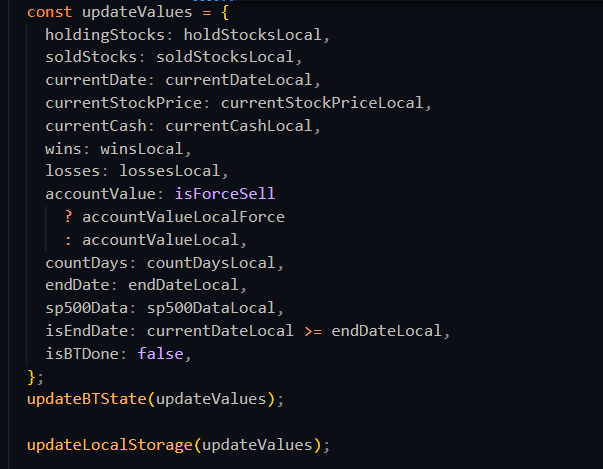 const updateValues = {
holdingStocks: holdStocksLocal,
soldStocks: soldStocksLocal,
currentDate: currentDateLocal,
currentStockPrice: currentStockPriceLocal,
currentCash: currentCashLocal,
wins: winsLocal,
losses: lossesLocal,
accountValue: isForceSell
? accountValueLocalForce
: accountValueLocal,
countDays: countDaysLocal,
endDate: endDateLocal,
sp500Data: sp500DataLocal,
isEndDate: currentDateLocal >= endDateLocal,
isBTDone: false,
};
updateBTState(updateValues);
updateLocalStorage(updateValues);